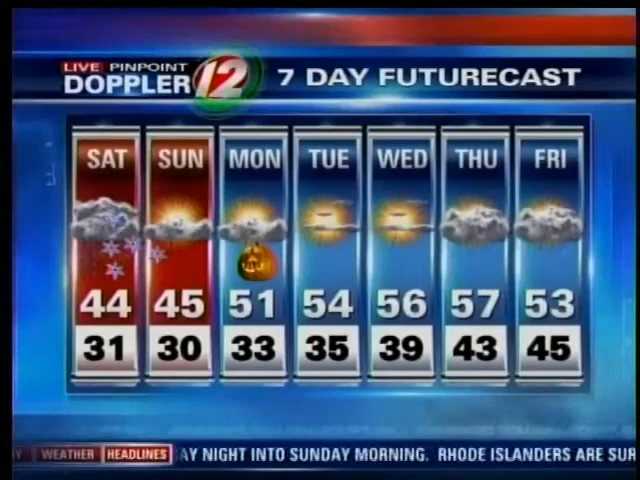 LIVE PINPOINT
DOPPLER 12
7 DAY FUTURECAST
SAT SUN MON TUE WED THU FRI
44 45 51 54 56 57 53
31 30 33 35 39 43 45
Y WEATHER HEADLINES AY NIGHT INTO SUNDAY MORNING. RHODE ISLANDERS ARE SUR